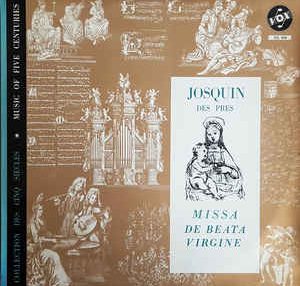 VOX
JOSQUIN
DES PRES
MISSA
DE BEATA
VIRGINE
COLLECTION DES CINQ SIÈCLES ★ MUSIC OF FIVE CENTURIES